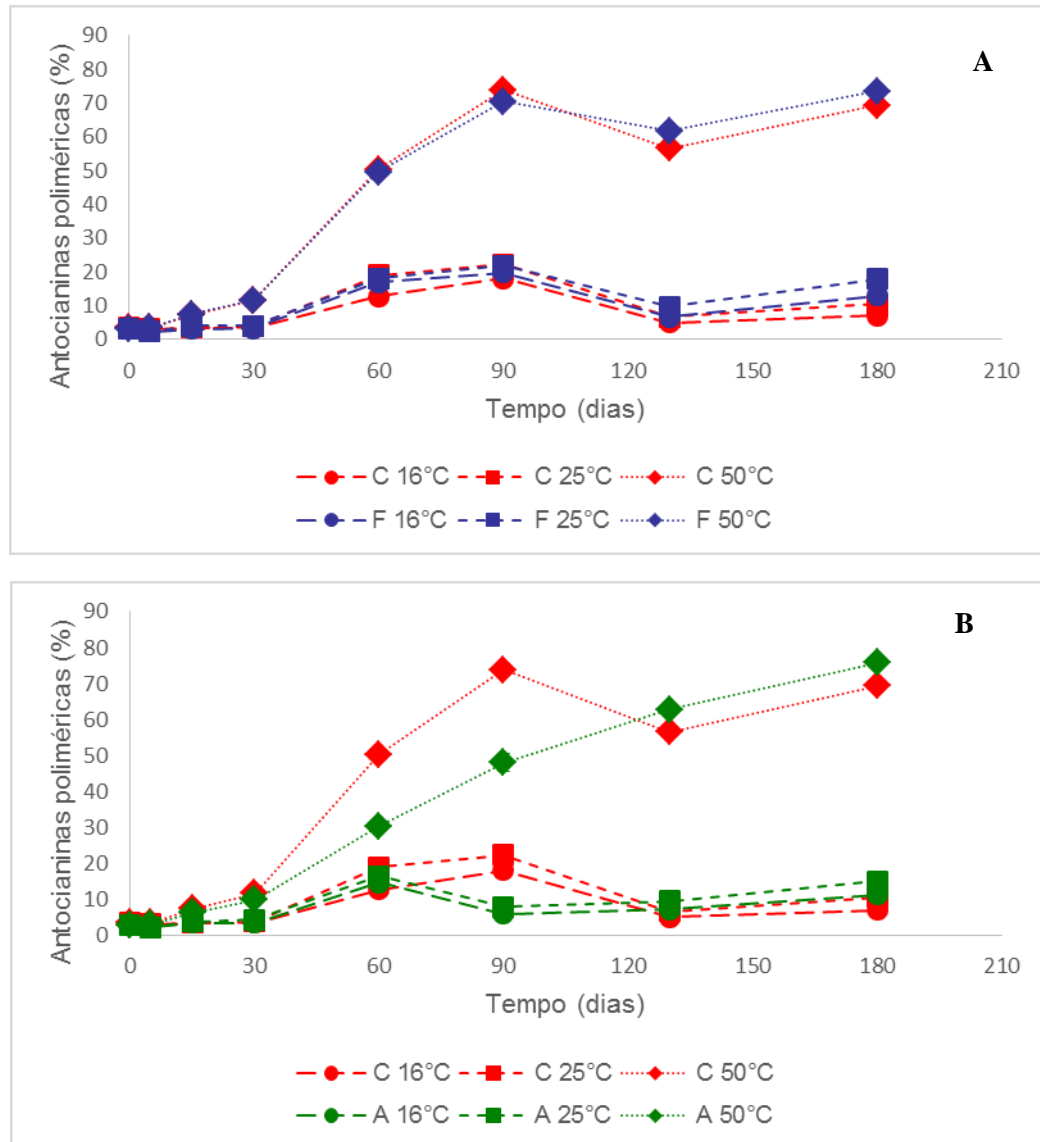 A
Antocianinas poliméricas (%)
90
80
70
60
50
40
30
20
10
0
0 30 60 90 120 150 180 210
Tempo (dias)
C 16°C C 25°C C 50°C
F 16°C F 25°C F 50°C
B
Antocianinas poliméricas (%)
90
80
70
60
50
40
30
20
10
0
0 30 60 90 120 150 180 210
Tempo (dias)
C 16°C C 25°C C 50°C
A 16°C A 25°C A 50°C